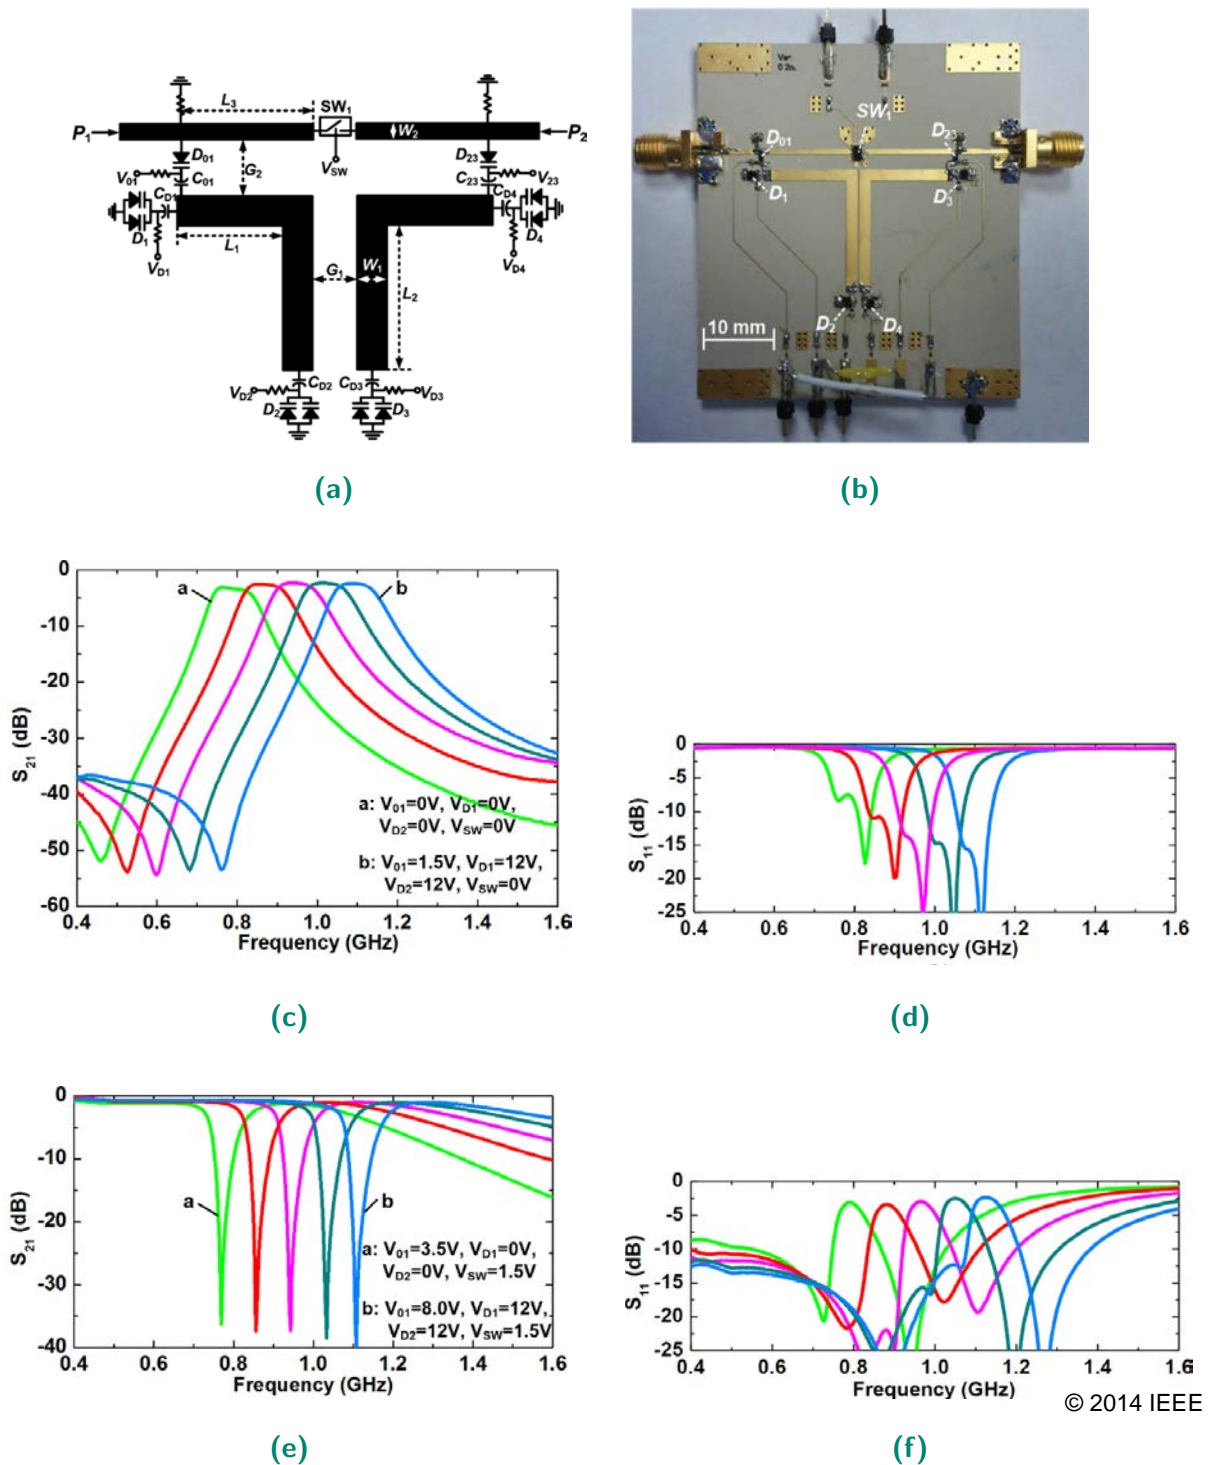 L3
SW1
P1
W2
P2
D01
G2
VSW
D23
V01
C01
C23
V23
CD1
CD4
D1
D4
L1
VD1
VD4
G1
W1
L2
CD2
CD3
VD2
VD3
D2
D3
(a)
Ver.
SW1
D01
D23
D1
D3
D2
D4
10 mm
(b)
0
-10
-20
-30
-40
-50
-60
S21 (dB)
a
b
a: V01=0V, VD1=0V,
VD2=0V, VSW=0V
b: V01=1.5V, VD1=12V,
VD2=12V, VSW=0V
0.4 0.6 0.8 1.0 1.2 1.4 1.6
Frequency (GHz)
(c)
0
-5
-10
-15
-20
-25
S11 (dB)
0.4 0.6 0.8 1.0 1.2 1.4 1.6
Frequency (GHz)
(d)
0
-10
-20
-30
-40
S21 (dB)
a
b
a: V01=3.5V, VD1=0V,
VD2=0V, VSW=1.5V
b: V01=8.0V, VD1=12V,
VD2=12V, VSW=1.5V
0.4 0.6 0.8 1.0 1.2 1.4 1.6
Frequency (GHz)
(e)
0
-5
-10
-15
-20
-25
S11 (dB)
0.4 0.6 0.8 1.0 1.2 1.4 1.6
Frequency (GHz)
© 2014 IEEE
(f)